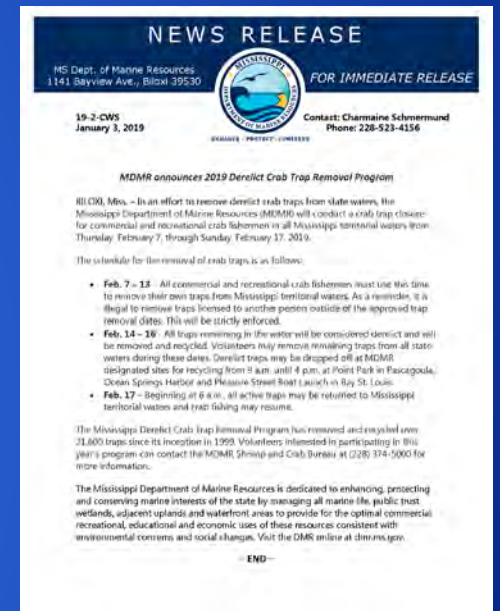 NEWS RELEASE
MS Dept. of Marine Resources
1141 Bayview Ave., Biloxi 39530
MISSISSIPPI
DEPARTMENT OF MARINE RESOURCES
ENHANCE · PROTECT · CONSERVE
FOR IMMEDIATE RELEASE
19-2-CWS
January 3, 2019
Contact: Charmaine Schmermund
Phone: 228-523-4156
MDMR announces 2019 Derelict Crab Trap Removal Program
BILOXI, Miss. – In an effort to remove derelict crab traps from state waters, the
Mississippi Department of Marine Resources (MDMR) will conduct a crab trap closure
for commercial and recreational crab fishermen in all Mississippi territorial waters from
Thursday, February 7, through Sunday, February 17, 2019.
The schedule for the removal of crab traps is as follows:
• Feb. 7 – 13 - All commercial and recreational crab fishermen must use this time
to remove their own traps from Mississippi territorial waters. As a reminder, it is
illegal to remove traps licensed to another person outside of the approved trap
removal dates. This will be strictly enforced.
• Feb. 14 – 16 - All traps remaining in the water will be considered derelict and will
be removed and recycled. Volunteers may remove remaining traps from all state
waters during these dates. Derelict traps may be dropped off at MDMR
designated sites for recycling from 9 a.m. until 4 p.m. at Point Park in Pascagoula,
Ocean Springs Harbor and Pleasure Street Boat Launch in Bay St. Louis.
• Feb. 17 – Beginning at 6 a.m., all active traps may be returned to Mississippi
territorial waters and crab fishing may resume.
The Mississippi Derelict Crab Trap Removal Program has removed and recycled over
21,600 traps since its inception in 1999. Volunteers interested in participating in this
year's program can contact the MDMR Shrimp and Crab Bureau at (228) 374-5000 for
more information.
The Mississippi Department of Marine Resources is dedicated to enhancing, protecting
and conserving marine interests of the state by managing all marine life, public trust
wetlands, adjacent uplands and waterfront areas to provide for the optimal commercial,
recreational, educational and economic uses of these resources consistent with
environmental concerns and social changes. Visit the DMR online at dmr.ms.gov.
– END –